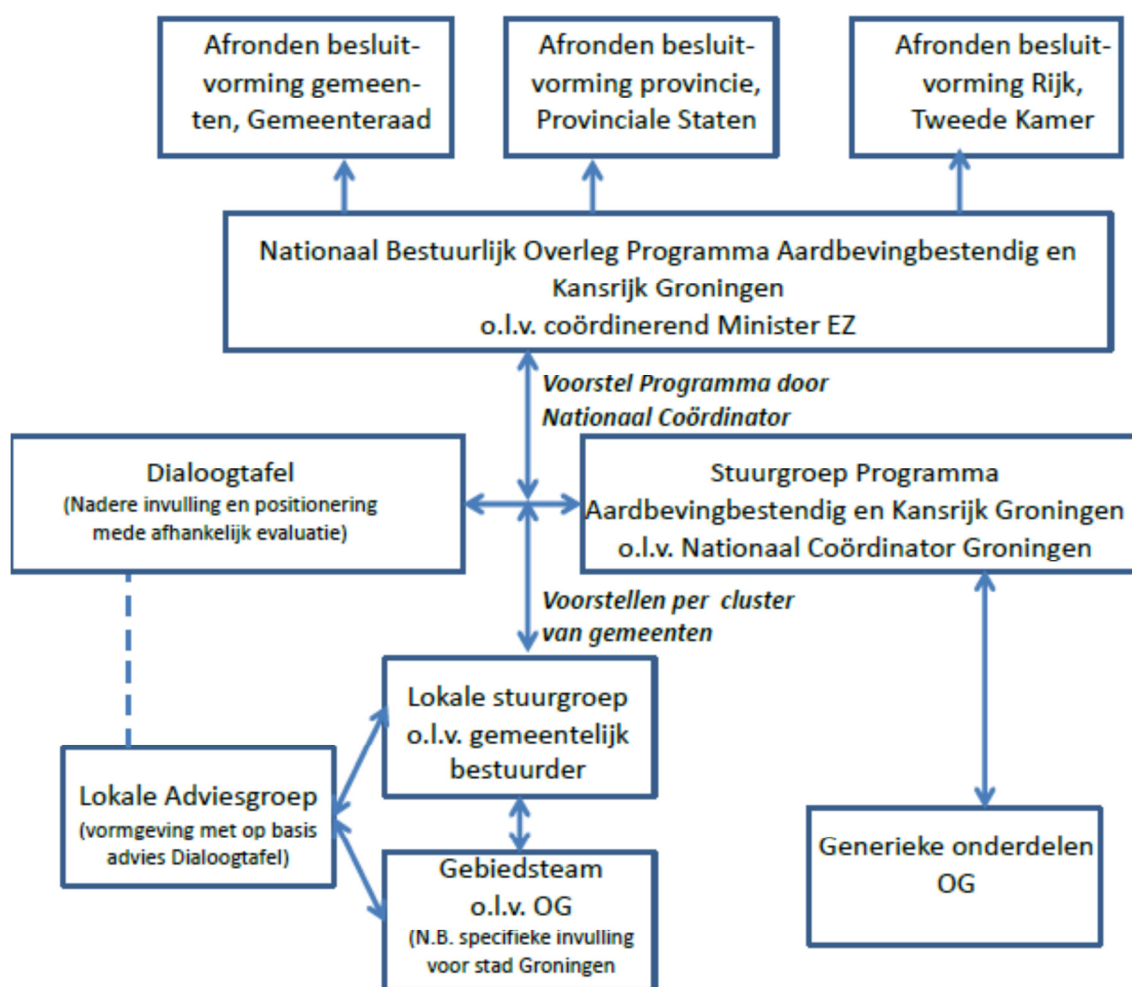 Afronden besluit-
vorming gemeen-
ten, Gemeenteraad
Afronden besluit-
vorming provincie,
Provinciale Staten
Afronden besluit-
vorming Rijk,
Tweede Kamer
Nationaal Bestuurlijk Overleg Programma Aardbevingbestendig en
Kansrijk Groningen
o.l.v. coördinerend Minister EZ
Voorstel Programma door
Nationaal Coördinator
Dialoogtafel
(Nadere invulling en positionering
mede afhankelijk evaluatie)
Stuurgroep Programma
Aardbevingbestendig en Kansrijk Groningen
o.l.v. Nationaal Coördinator Groningen
Voorstellen per cluster
van gemeenten
Lokale stuurgroep
o.l.v. gemeentelijk
bestuurder
Lokale Adviesgroep
(vormgeving met op basis
advies Dialoogtafel)
Gebiedsteam
o.l.v. OG
(N.B. specifieke invulling
voor stad Groningen
Generieke onderdelen
OG